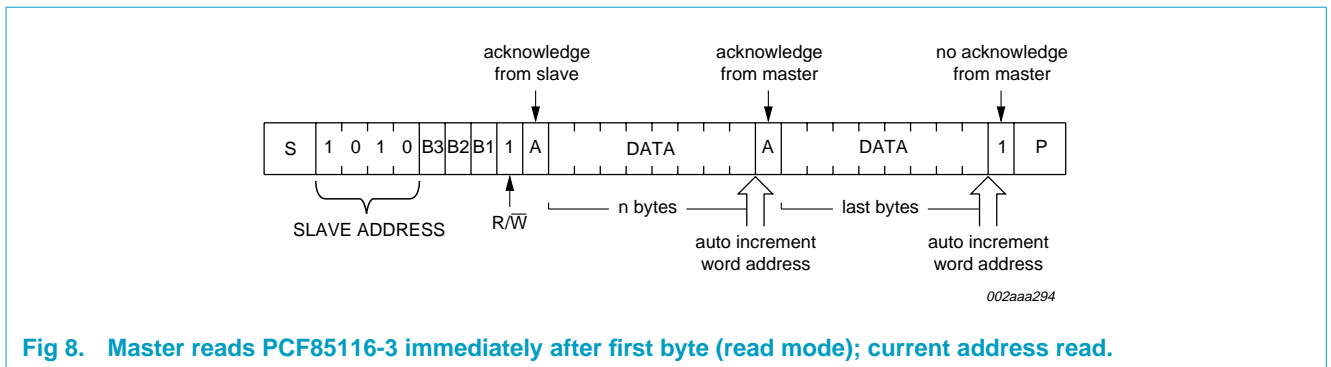 acknowledge
from slave
acknowledge
from master
no acknowledge
from master
S 1 0 1 0 B3 B2 B1 1 A DATA A DATA 1 P
SLAVE ADDRESS
R/W̅
n bytes
last bytes
auto increment
word address
auto increment
word address
002aaa294
Fig 8. Master reads PCF85116-3 immediately after first byte (read mode); current address read.